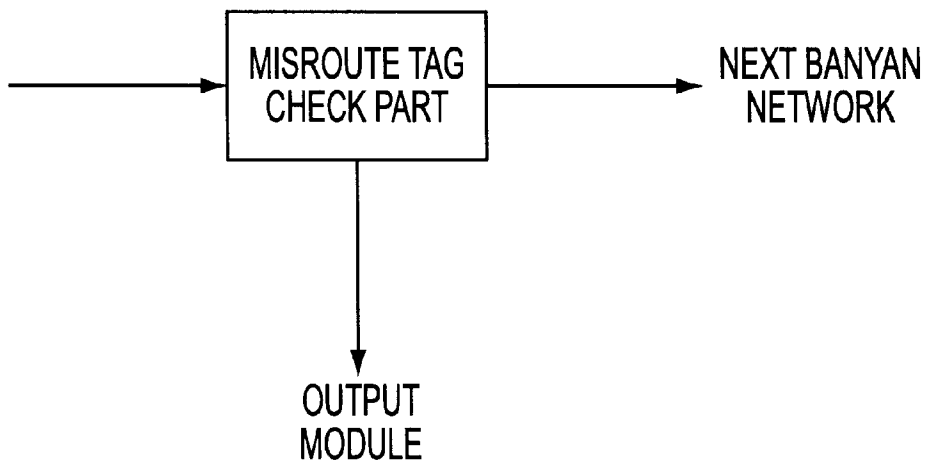 MISROUTE TAG
CHECK PART
NEXT BANYAN
NETWORK
OUTPUT
MODULE